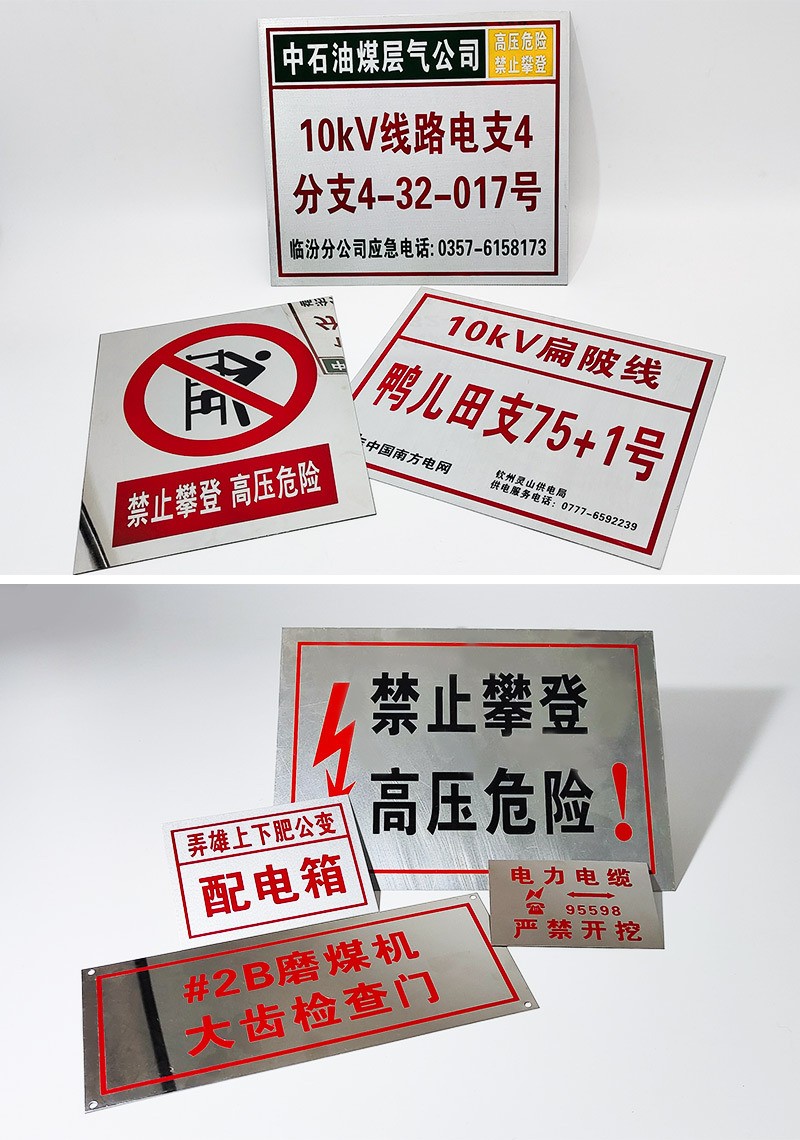 中石油煤层气公司
高压危险
禁止攀登
10kV线路电支4
分支4-32-017号
临汾分公司应急电话:0357-6158173
禁止攀登 高压危险
10kV扁陂线
鸭儿田支75+1号
中国南方电网
钦州灵山供电局
供电服务电话：0777-6592239
禁止攀登
高压危险!
弄雄上下肥公变
配电箱
电力电缆
95598
严禁开挖
#2B磨煤机
大齿检查门